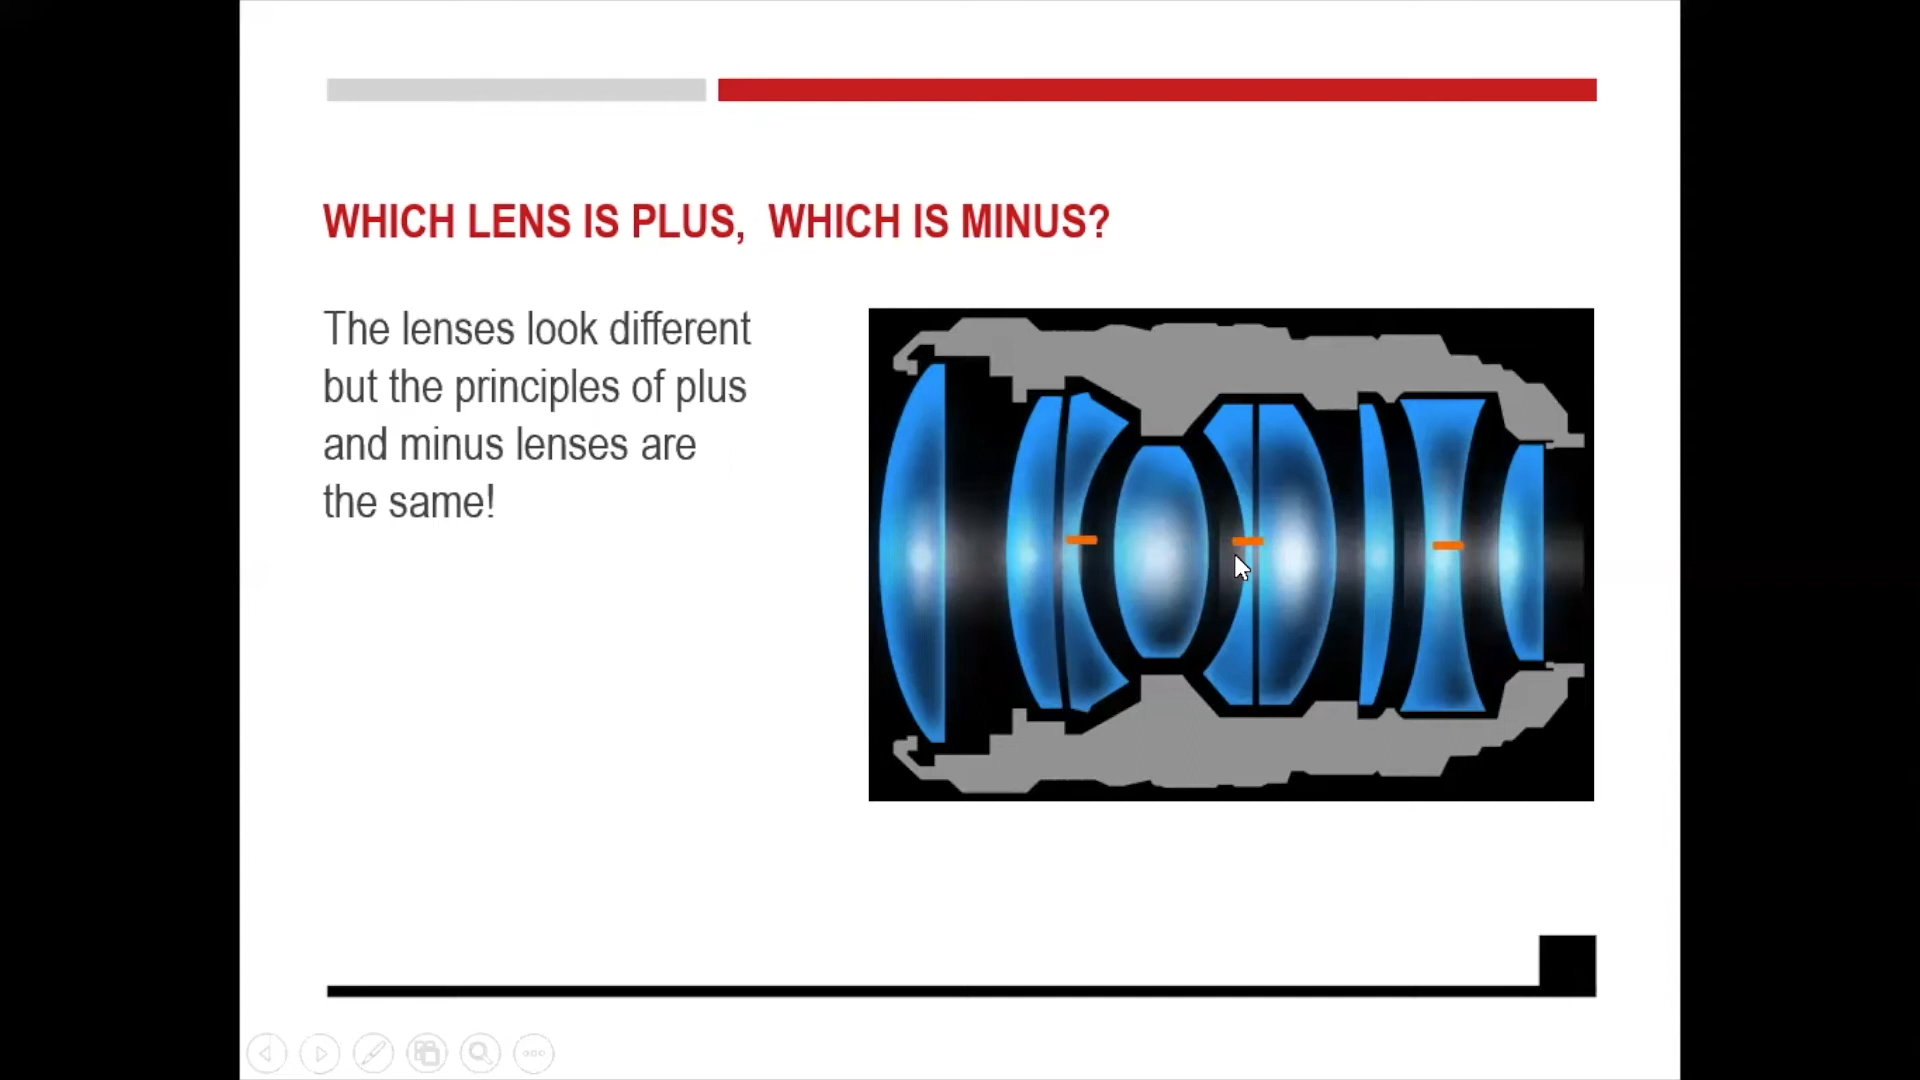 WHICH LENS IS PLUS,  WHICH IS MINUS?
The lenses look different
but the principles of plus
and minus lenses are
the same!